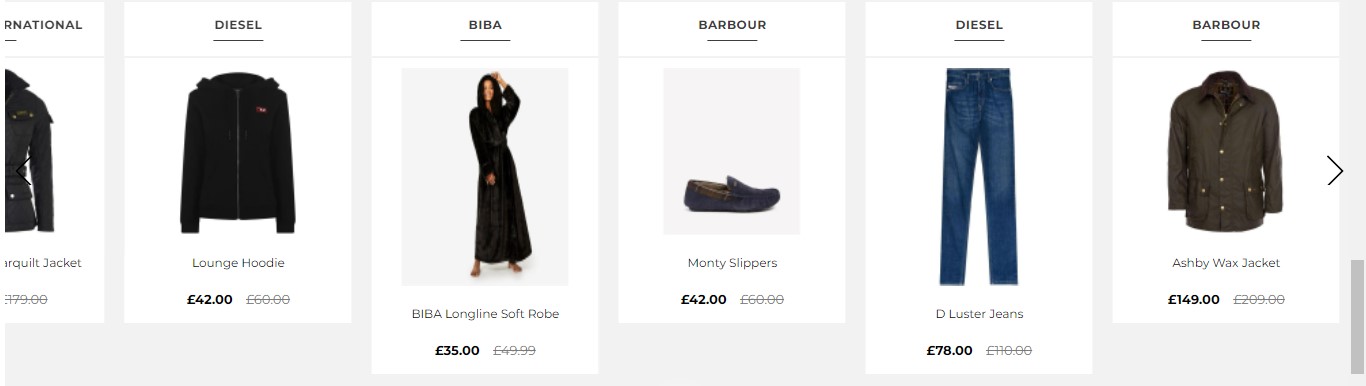 RNATIONAL
arquilt Jacket
£179.00
DIESEL
Lounge Hoodie
£42.00 £60.00
BIBA
BIBA Longline Soft Robe
£35.00 £49.99
BARBOUR
Monty Slippers
£42.00 £60.00
DIESEL
D Luster Jeans
£78.00 £110.00
BARBOUR
Ashby Wax Jacket
£149.00 £209.00